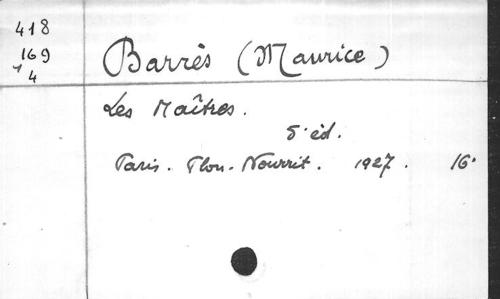 418
169
4
Barrès (Maurice)
Les Maîtres.
5e éd.
Paris. Plon-Nourrit. 1927. 16°